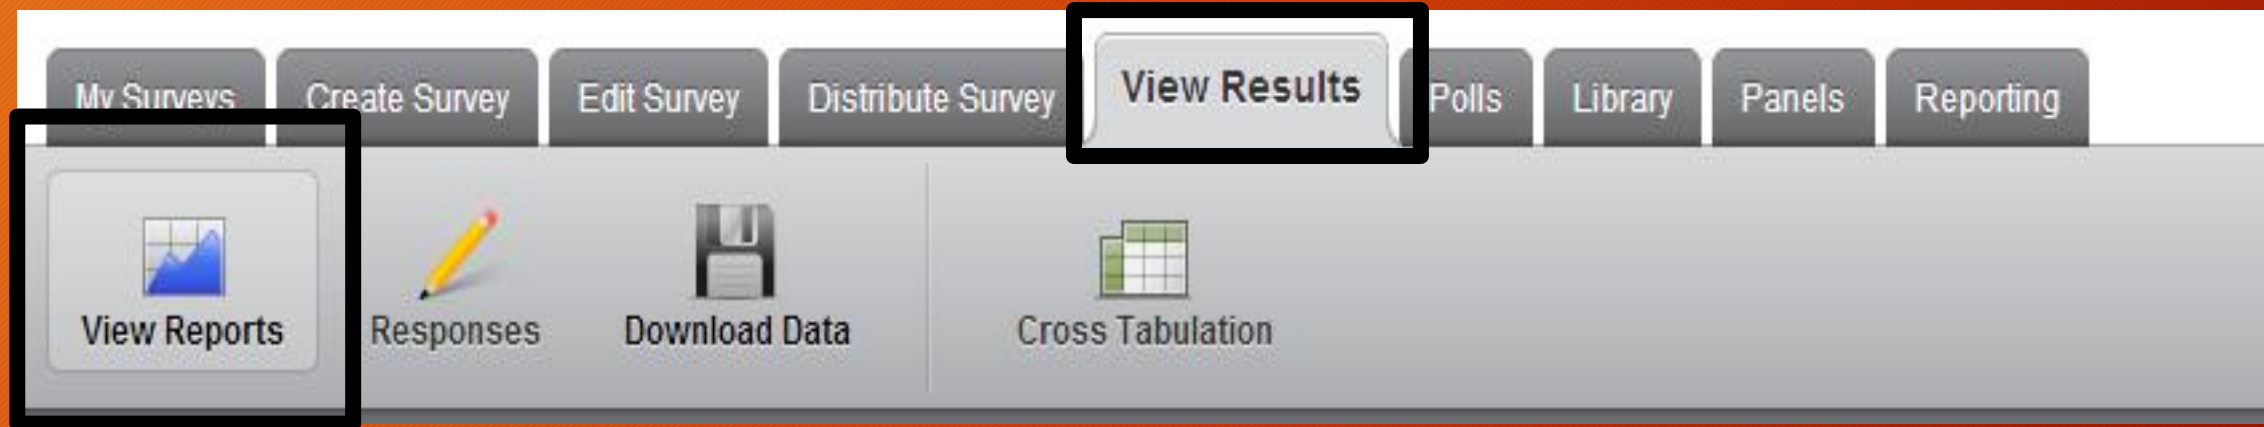 My Surveys Create Survey Edit Survey Distribute Survey View Results Polls Library Panels Reporting
View Reports Responses Download Data Cross Tabulation